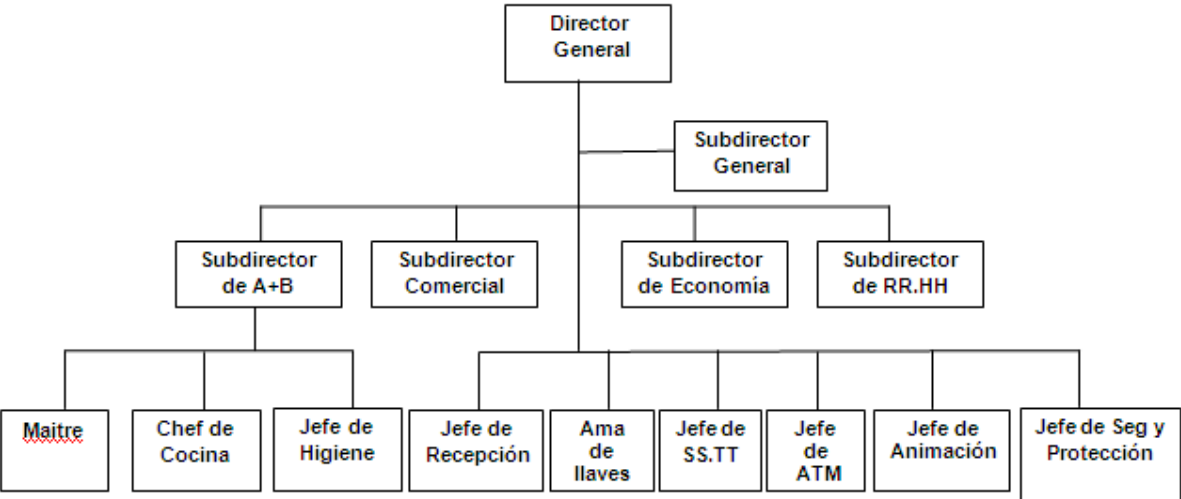 Director
General
Subdirector
General
Subdirector
de A+B
Subdirector
Comercial
Subdirector
de Economía
Subdirector
de RR.HH
Maitre
Chef de
Cocina
Jefe de
Higiene
Jefe de
Recepción
Ama
de
llaves
Jefe de
SS.TT
Jefe
de
ATM
Jefe de
Animación
Jefe de Seg y
Protección